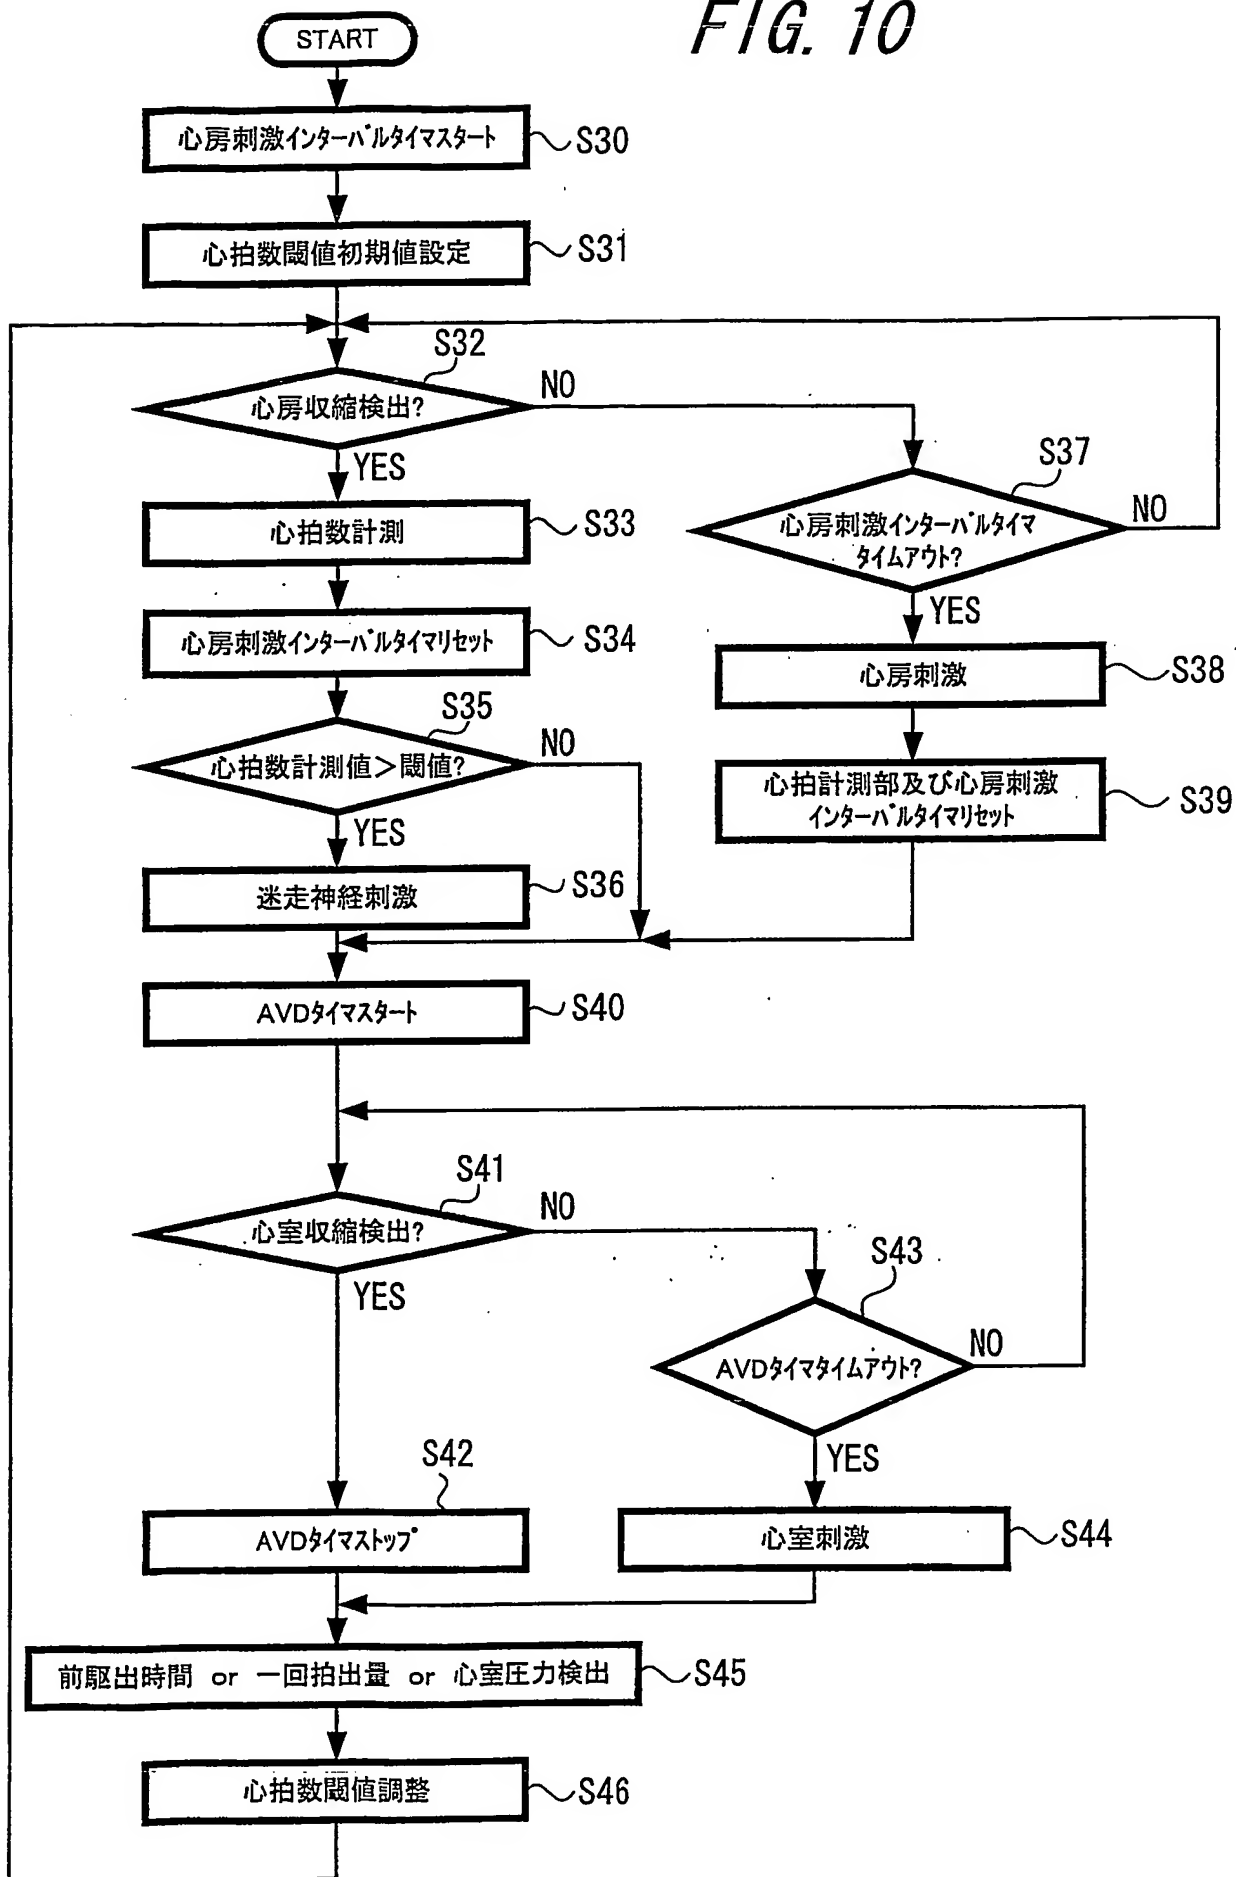 FIG. 10
START
心房刺激インターバルタイマスタート
S30
心拍数閾値初期値設定
S31
S32
心房収縮検出?
NO
YES
S37
心房刺激インターバルタイマ
タイムアウト?
NO
YES
心拍数計測
S33
心房刺激インターバルタイマリセット
S34
心房刺激
S38
S35
心拍数計測値>閾値?
NO
YES
心拍計測部及び心房刺激
インターバルタイマリセット
S39
迷走神経刺激
S36
AVDタイマスタート
S40
S41
心室収縮検出?
NO
YES
S43
AVDタイマタイムアウト?
NO
YES
S42
AVDタイマストップ
心室刺激
S44
前駆出時間 or 一回拍出量 or 心室圧力検出
S45
心拍数閾値調整
S46